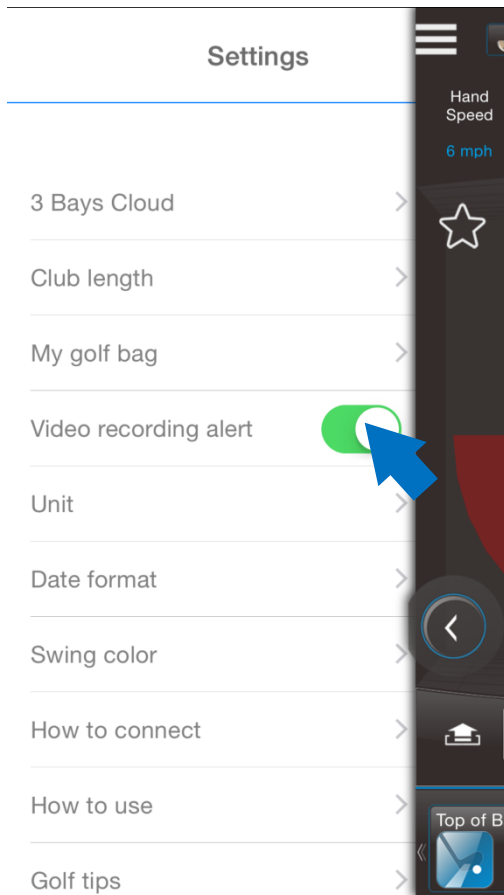 Settings
3 Bays Cloud
Club length
My golf bag
Video recording alert
Unit
Date format
Swing color
How to connect
How to use
Golf tips
Hand
Speed
6 mph
Top of B